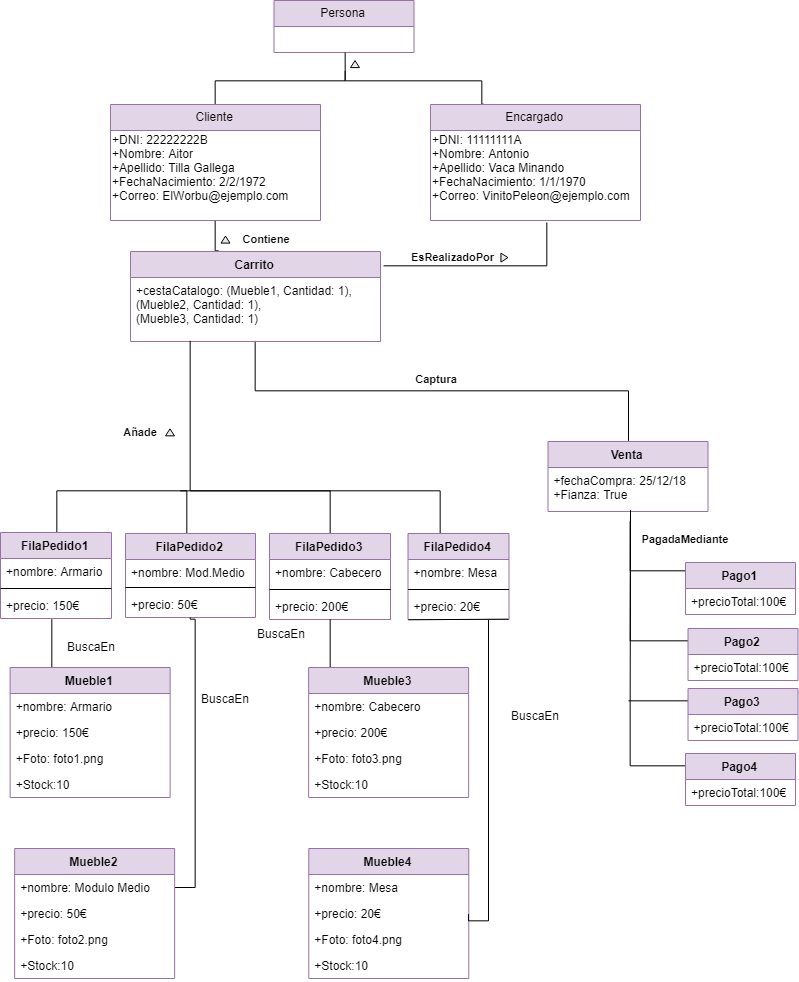 Persona
Cliente
+DNI: 22222222B
+Nombre: Aitor
+Apellido: Tilla Gallega
+FechaNacimiento: 2/2/1972
+Correo: ElWorbu@ejemplo.com
Encargado
+DNI: 11111111A
+Nombre: Antonio
+Apellido: Vaca Minando
+FechaNacimiento: 1/1/1970
+Correo: VinitoPeleon@ejemplo.com
Contiene
EsRealizadoPor
Carrito
+cestaCatalogo: (Mueble1, Cantidad: 1),
(Mueble2, Cantidad: 1),
(Mueble3, Cantidad: 1)
Captura
Añade
Venta
+fechaCompra: 25/12/18
+Fianza: True
PagadaMediante
FilaPedido1
+nombre: Armario
+precio: 150€
FilaPedido2
+nombre: Mod.Medio
+precio: 50€
FilaPedido3
+nombre: Cabecero
+precio: 200€
FilaPedido4
+nombre: Mesa
+precio: 20€
Pago1
+precioTotal:100€
Pago2
+precioTotal:100€
Pago3
+precioTotal:100€
Pago4
+precioTotal:100€
BuscaEn
BuscaEn
BuscaEn
BuscaEn
Mueble1
+nombre: Armario
+precio: 150€
+Foto: foto1.png
+Stock:10
Mueble3
+nombre: Cabecero
+precio: 200€
+Foto: foto3.png
+Stock:10
Mueble2
+nombre: Modulo Medio
+precio: 50€
+Foto: foto2.png
+Stock:10
Mueble4
+nombre: Mesa
+precio: 20€
+Foto: foto4.png
+Stock:10